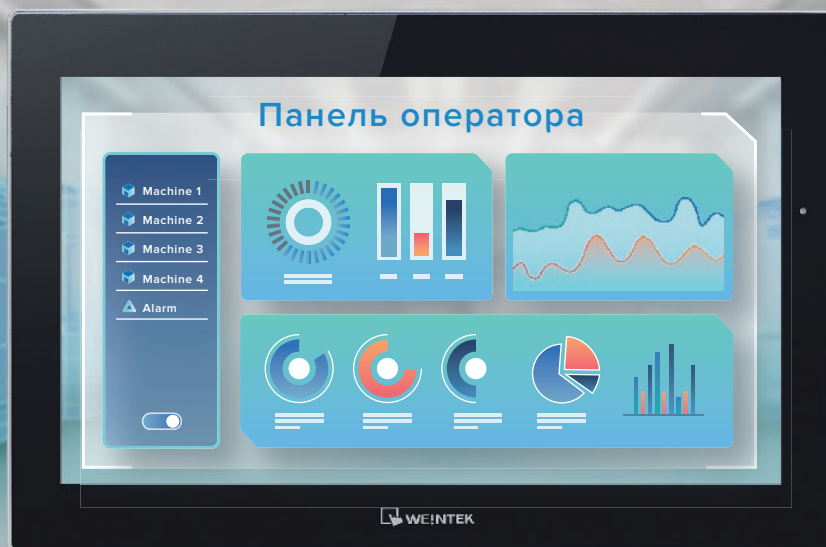 Панель оператора
Machine 1
Machine 2
Machine 3
Machine 4
Alarm
WEINTEK